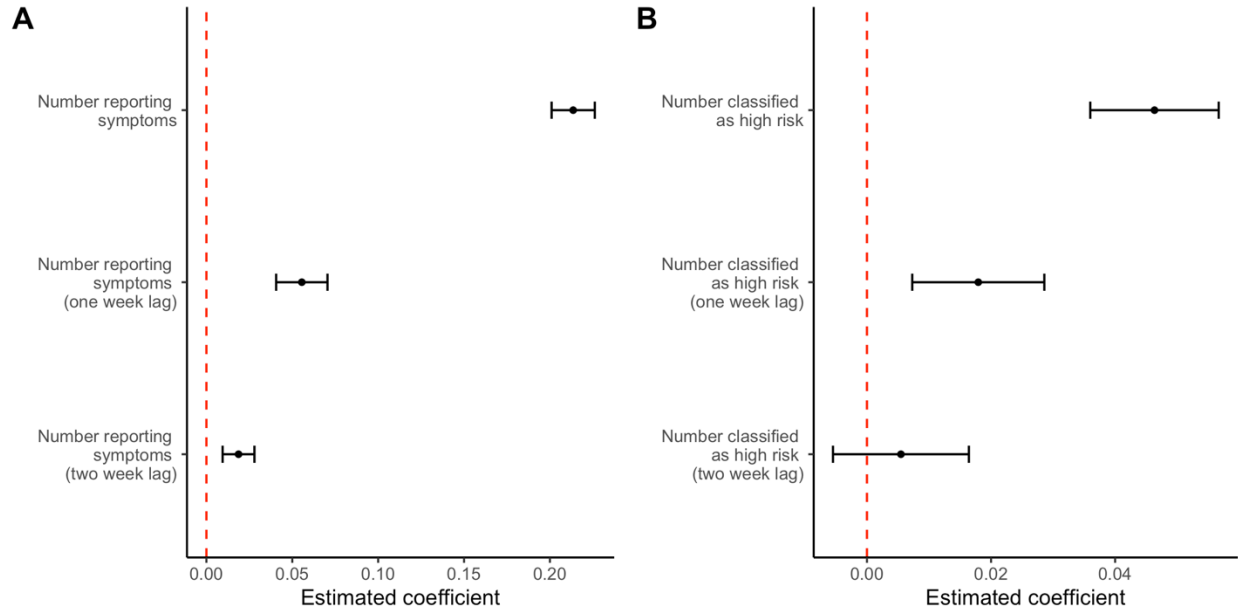 A
Number reporting
symptoms
Number reporting
symptoms
(one week lag)
Number reporting
symptoms
(two week lag)
0.00 0.05 0.10 0.15 0.20
Estimated coefficient
B
Number classified
as high risk
Number classified
as high risk
(one week lag)
Number classified
as high risk
(two week lag)
0.00 0.02 0.04
Estimated coefficient